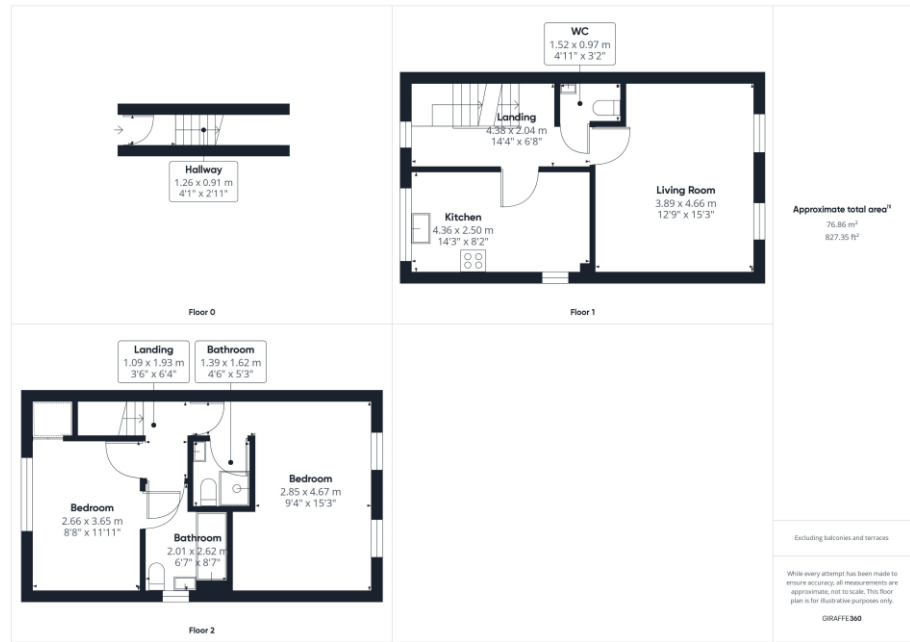 Hallway
1.26 x 0.91 m
4'1" x 2'11"
Floor 0
WC
1.52 x 0.97 m
4'11" x 3'2"
Landing
4.38 x 2.04 m
14'4" x 6'8"
Living Room
3.89 x 4.66 m
12'9" x 15'3"
Kitchen
4.36 x 2.50 m
14'3" x 8'2"
Floor 1
Approximate total area⁽¹⁾
76.86 m²
827.35 ft²
Landing
1.09 x 1.93 m
3'6" x 6'4"
Bathroom
1.39 x 1.62 m
4'6" x 5'3"
Bedroom
2.85 x 4.67 m
9'4" x 15'3"
Bedroom
2.66 x 3.65 m
8'8" x 11'11"
Bathroom
2.01 x 2.62 m
6'7" x 8'7"
Floor 2
Excluding balconies and terraces
While every attempt has been made to
ensure accuracy, all measurements are
approximate, not to scale. This floor
plan is for illustrative purposes only.
GIRAFFE360